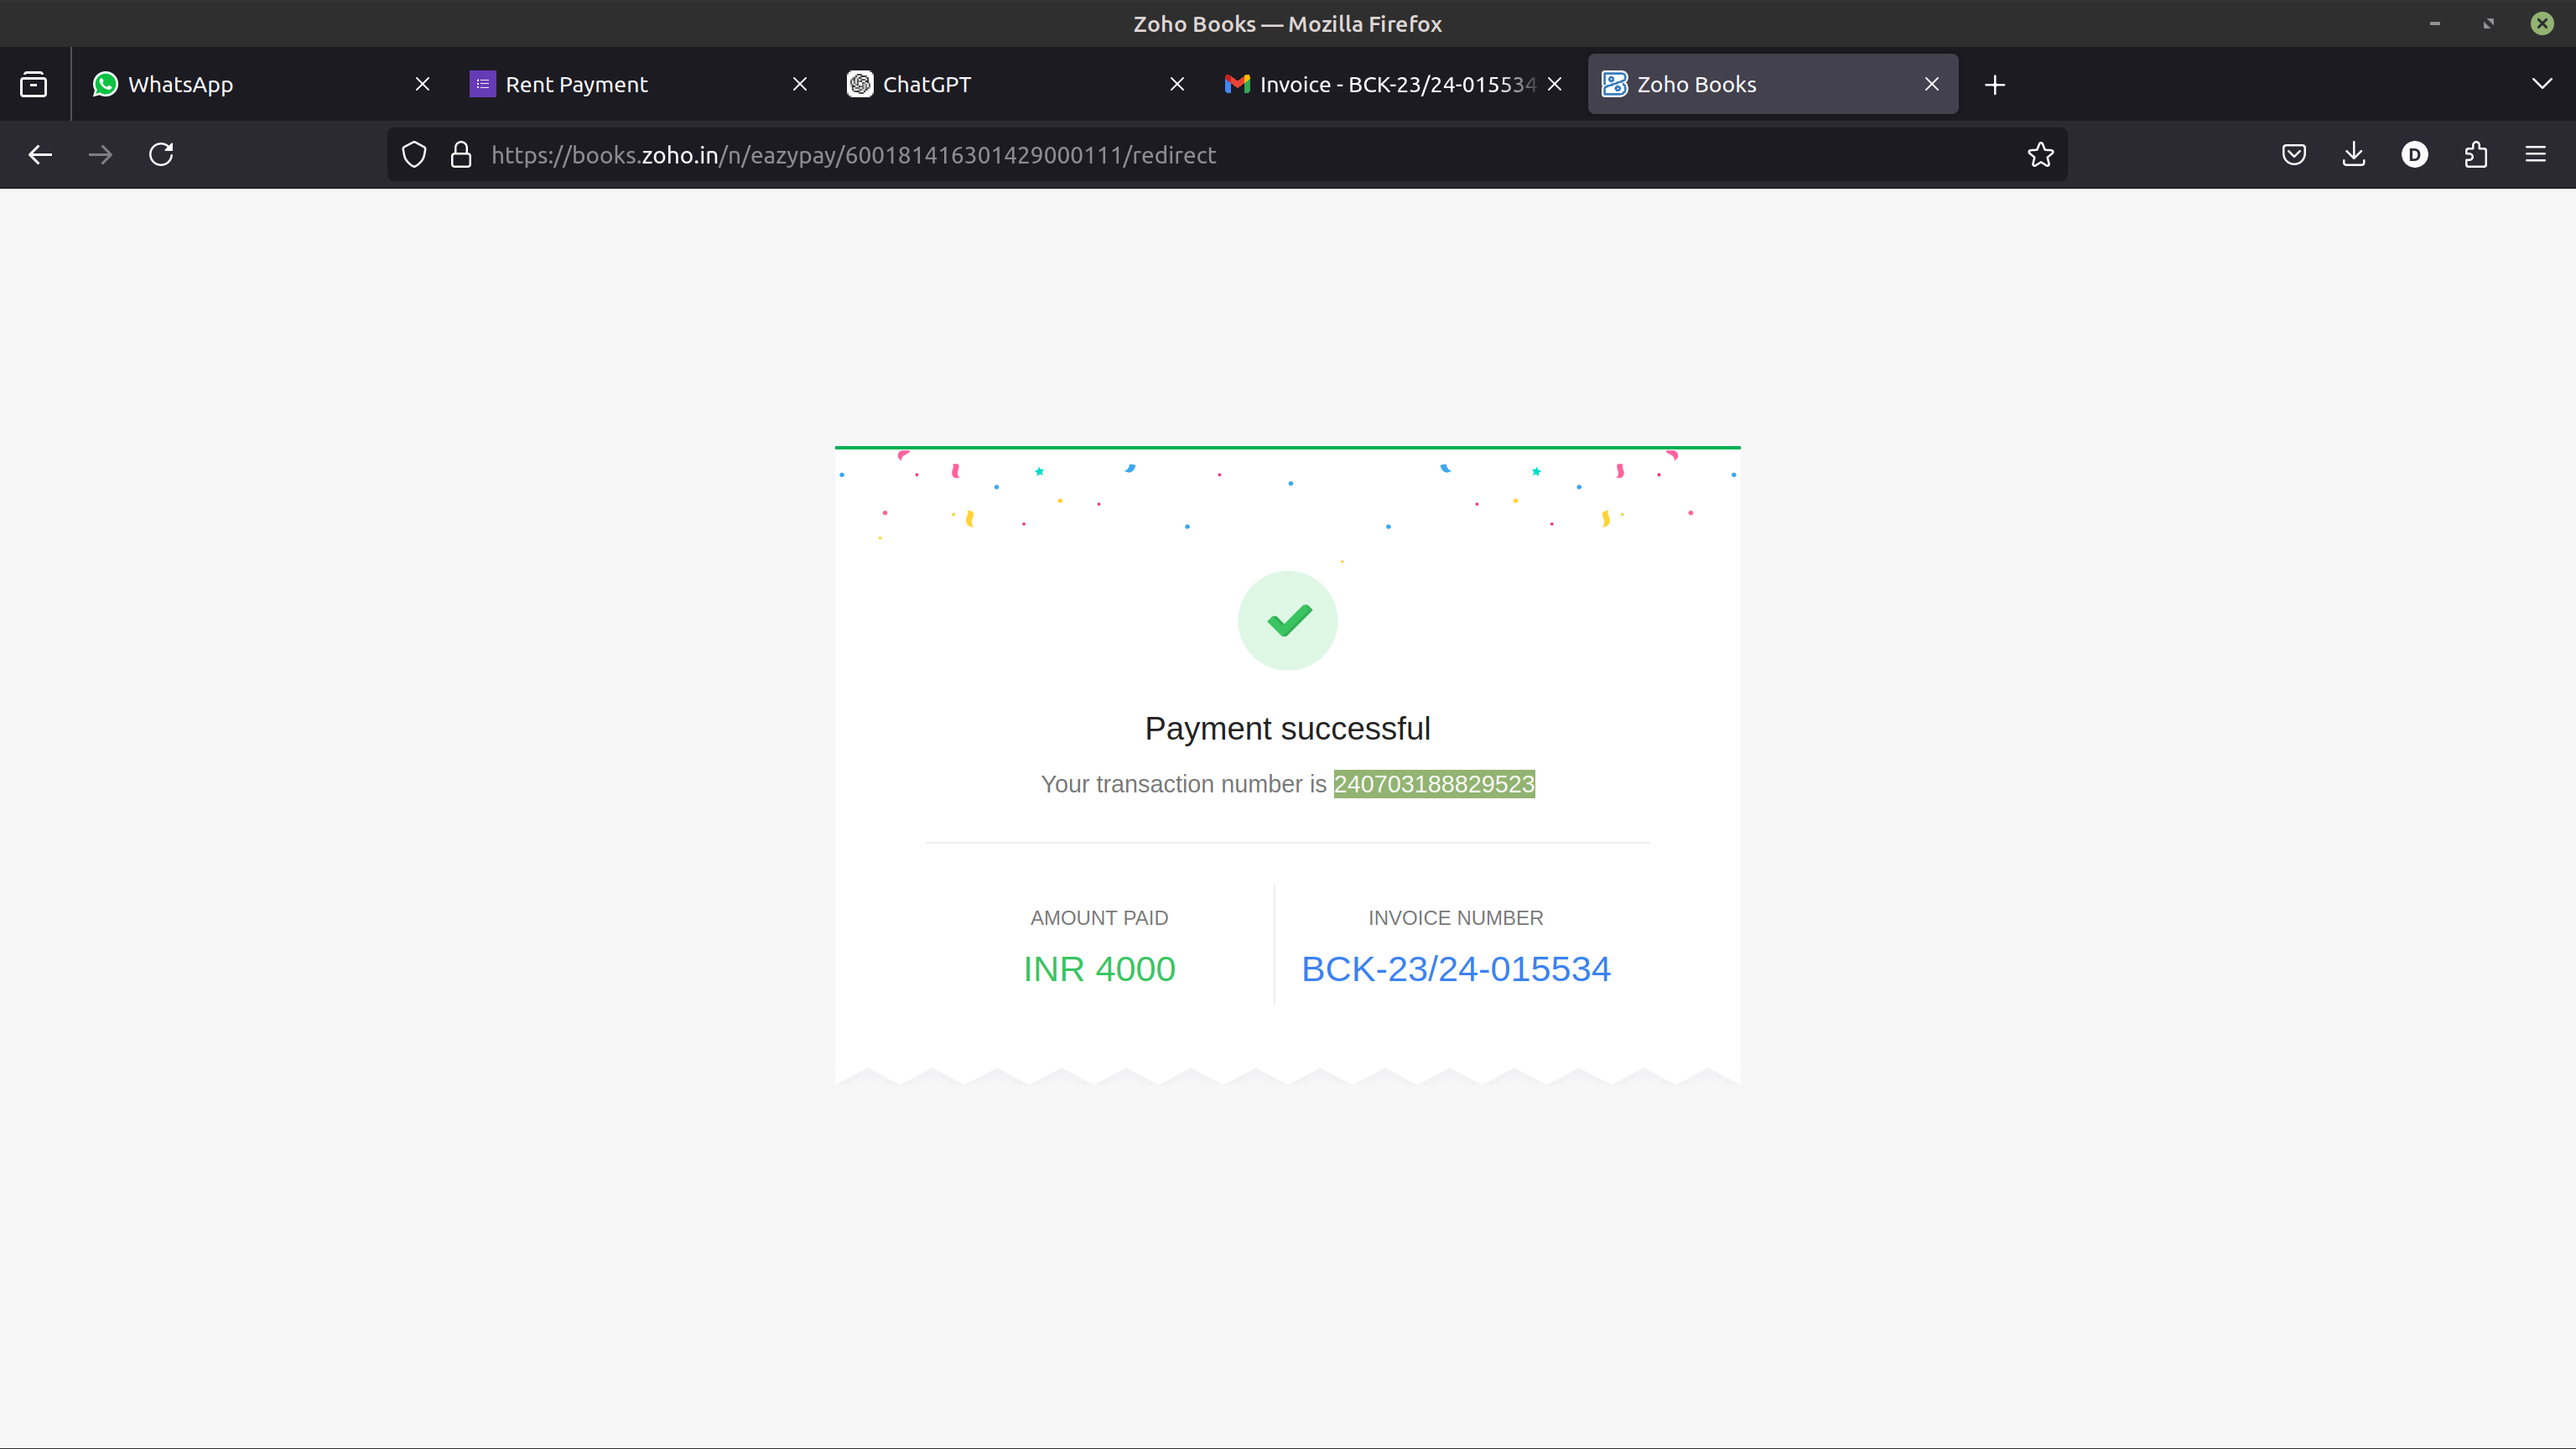 Zoho Books — Mozilla Firefox
WhatsApp
Rent Payment
ChatGPT
Invoice - BCK-23/24-015534
Zoho Books
https://books.zoho.in/n/eazypay/600181416301429000111/redirect
D
Payment successful
Your transaction number is 240703188829523
AMOUNT PAID
INVOICE NUMBER
INR 4000
BCK-23/24-015534